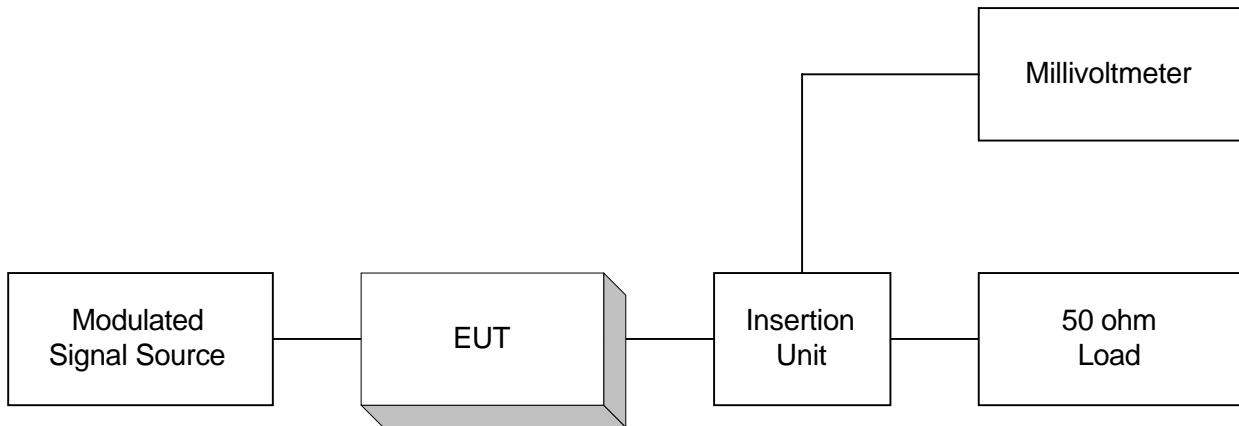 Millivoltmeter
Modulated
Signal Source
EUT
Insertion
Unit
50 ohm
Load